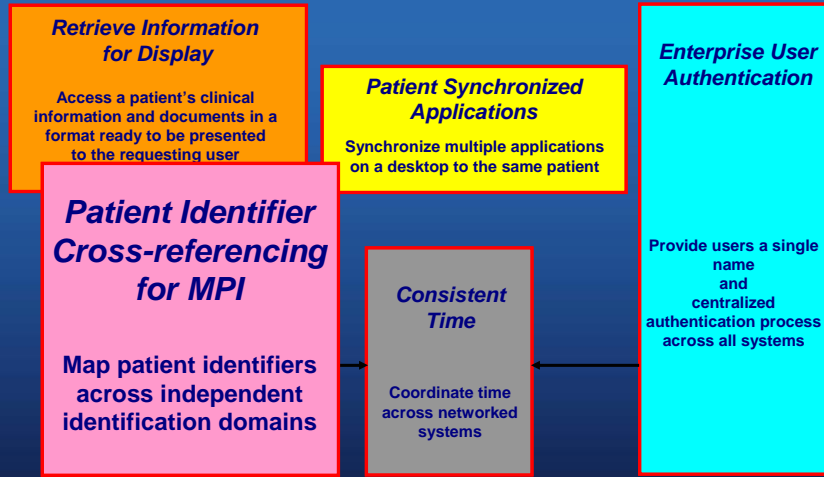 Retrieve Information
for Display
Access a patient's clinical
information and documents in a
format ready to be presented
to the requesting user
Patient Synchronized
Applications
Synchronize multiple applications
on a desktop to the same patient
Enterprise User
Authentication
Provide users a single
name
and
centralized
authentication process
across all systems
Patient Identifier
Cross-referencing
for MPI
Map patient identifiers
across independent
identification domains
Consistent
Time
Coordinate time
across networked
systems